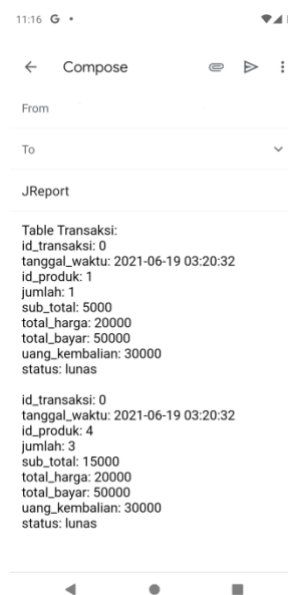 11:16 G
Compose
From
To
JReport
Table Transaksi:
id_transaksi: 0
tanggal_waktu: 2021-06-19 03:20:32
id_produk: 1
jumlah: 1
sub_total: 5000
total_harga: 20000
total_bayar: 50000
uang_kembalian: 30000
status: lunas
id_transaksi: 0
tanggal_waktu: 2021-06-19 03:20:32
id_produk: 4
jumlah: 3
sub_total: 15000
total_harga: 20000
total_bayar: 50000
uang_kembalian: 30000
status: lunas